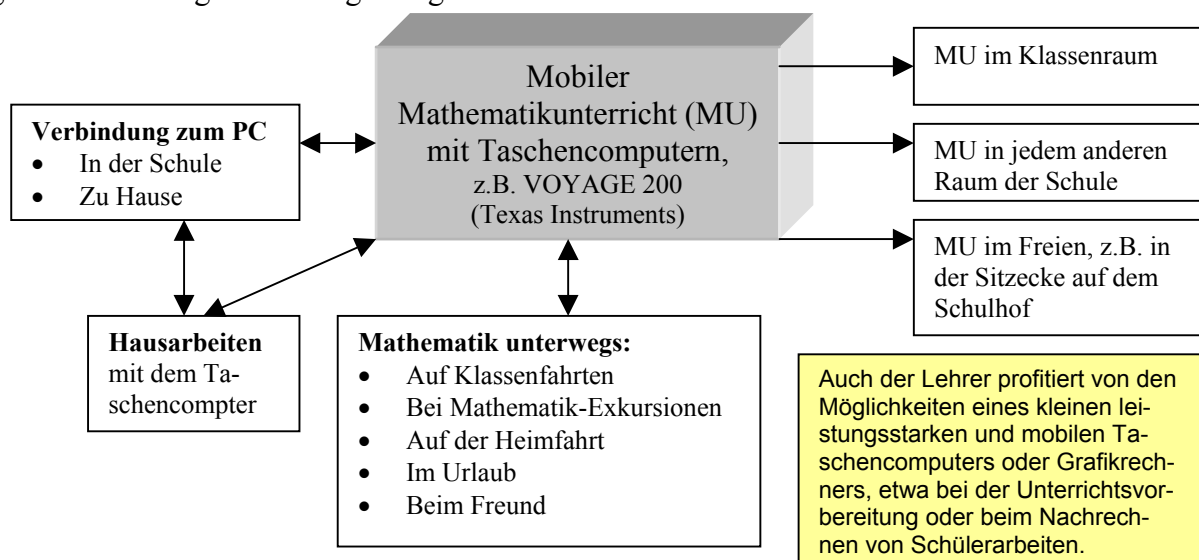 Mobiler
Mathematikunterricht (MU)
mit Taschencomputern,
z.B. VOYAGE 200
(Texas Instruments)
Verbindung zum PC
• In der Schule
• Zu Hause
Hausarbeiten
mit dem Ta-
schencompter
Mathematik unterwegs:
• Auf Klassenfahrten
• Bei Mathematik-Exkursionen
• Auf der Heimfahrt
• Im Urlaub
• Beim Freund
MU im Klassenraum
MU in jedem anderen
Raum der Schule
MU im Freien, z.B. in
der Sitzecke auf dem
Schulhof
Auch der Lehrer profitiert von den
Möglichkeiten eines kleinen lei-
stungsstarken und mobilen Ta-
schencomputers oder Grafikrech-
ners, etwa bei der Unterrichtsvor-
bereitung oder beim Nachrech-
nen von Schülerarbeiten.